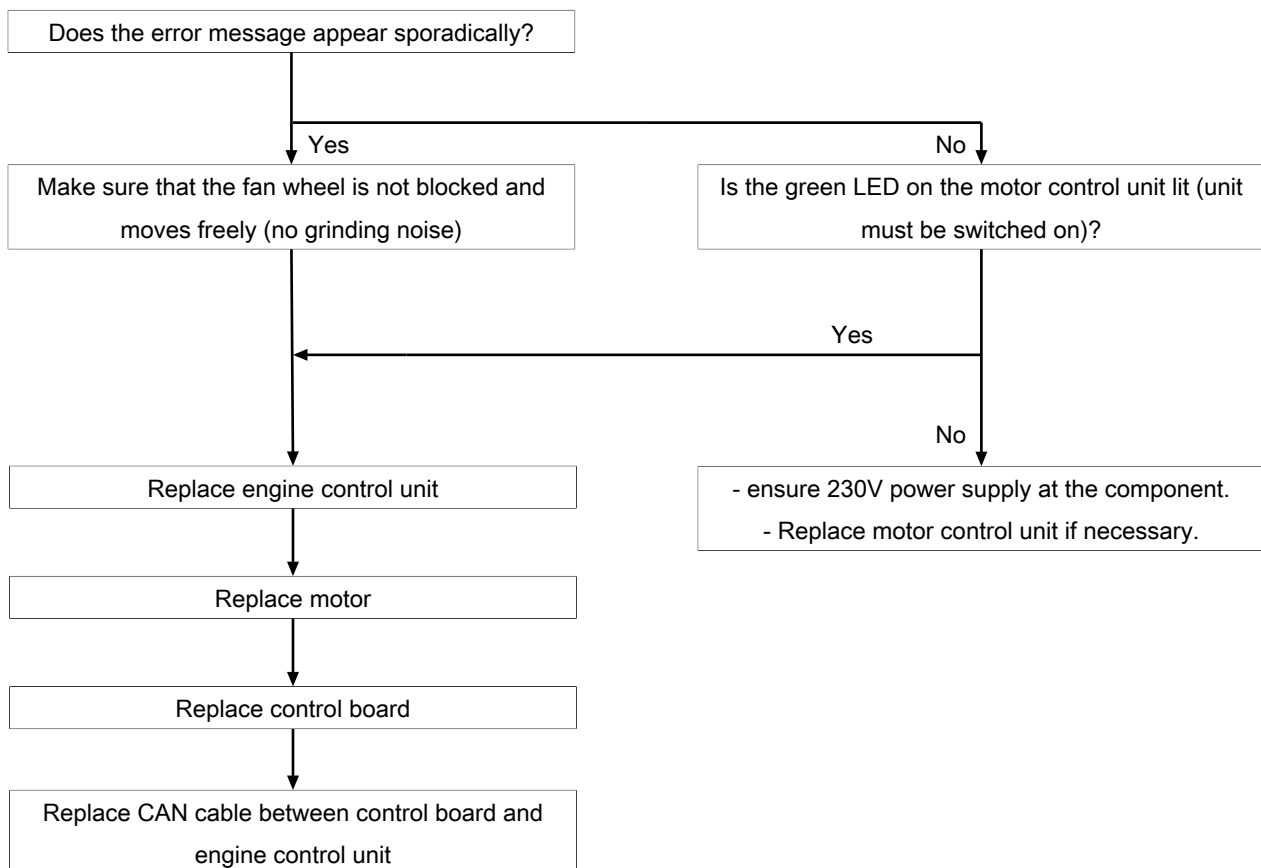 Does the error message appear sporadically?
Yes
No
Make sure that the fan wheel is not blocked and
moves freely (no grinding noise)
Is the green LED on the motor control unit lit (unit
must be switched on)?
Yes
No
Replace engine control unit
- ensure 230V power supply at the component.
- Replace motor control unit if necessary.
Replace motor
Replace control board
Replace CAN cable between control board and
engine control unit